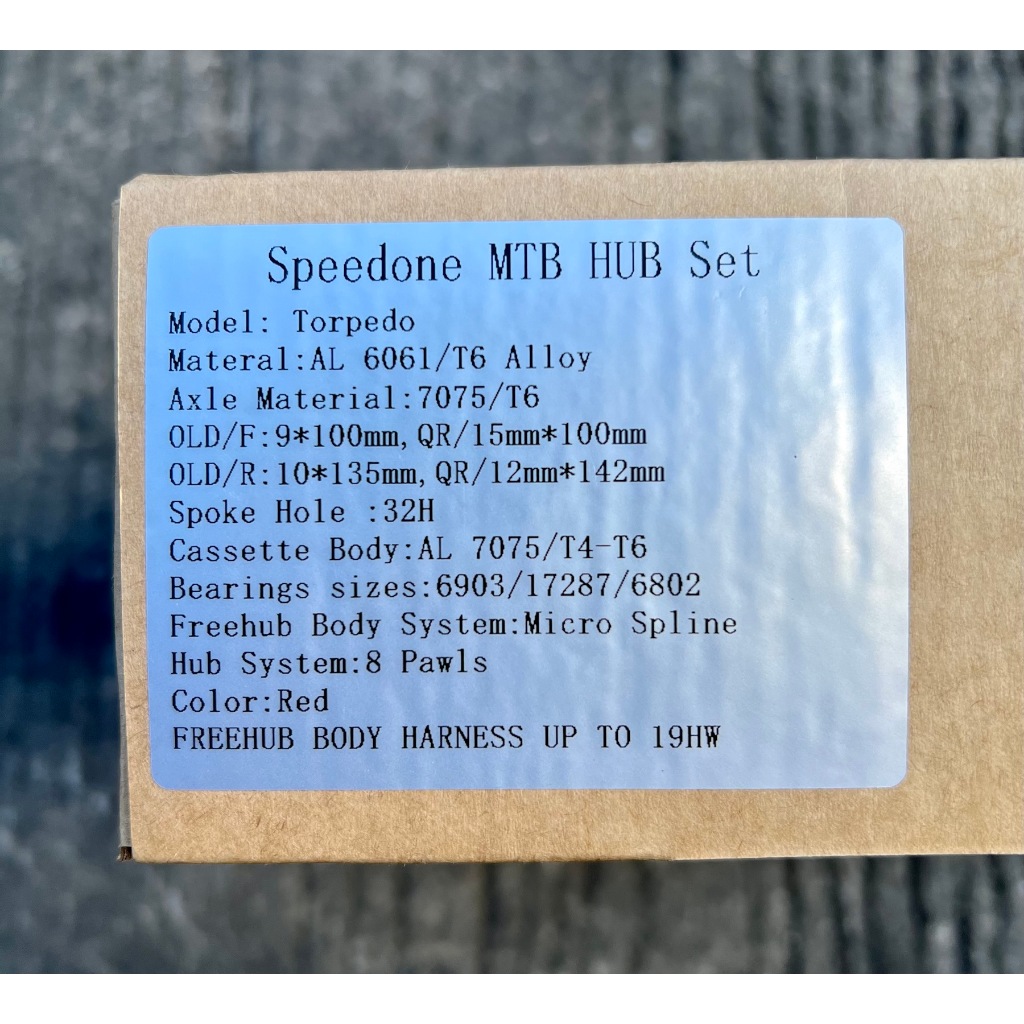 Speedone MTB HUB Set
Model: Torpedo
Materal:AL 6061/T6 Alloy
Axle Material:7075/T6
OLD/F:9*100mm,QR/15mm*100mm
OLD/R:10*135mm,QR/12mm*142mm
Spoke Hole :32H
Cassette Body:AL 7075/T4-T6
Bearings sizes:6903/17287/6802
Freehub Body System:Micro Spline
Hub System:8 Pawls
Color:Red
FREEHUB BODY HARNESS UP TO 19HW